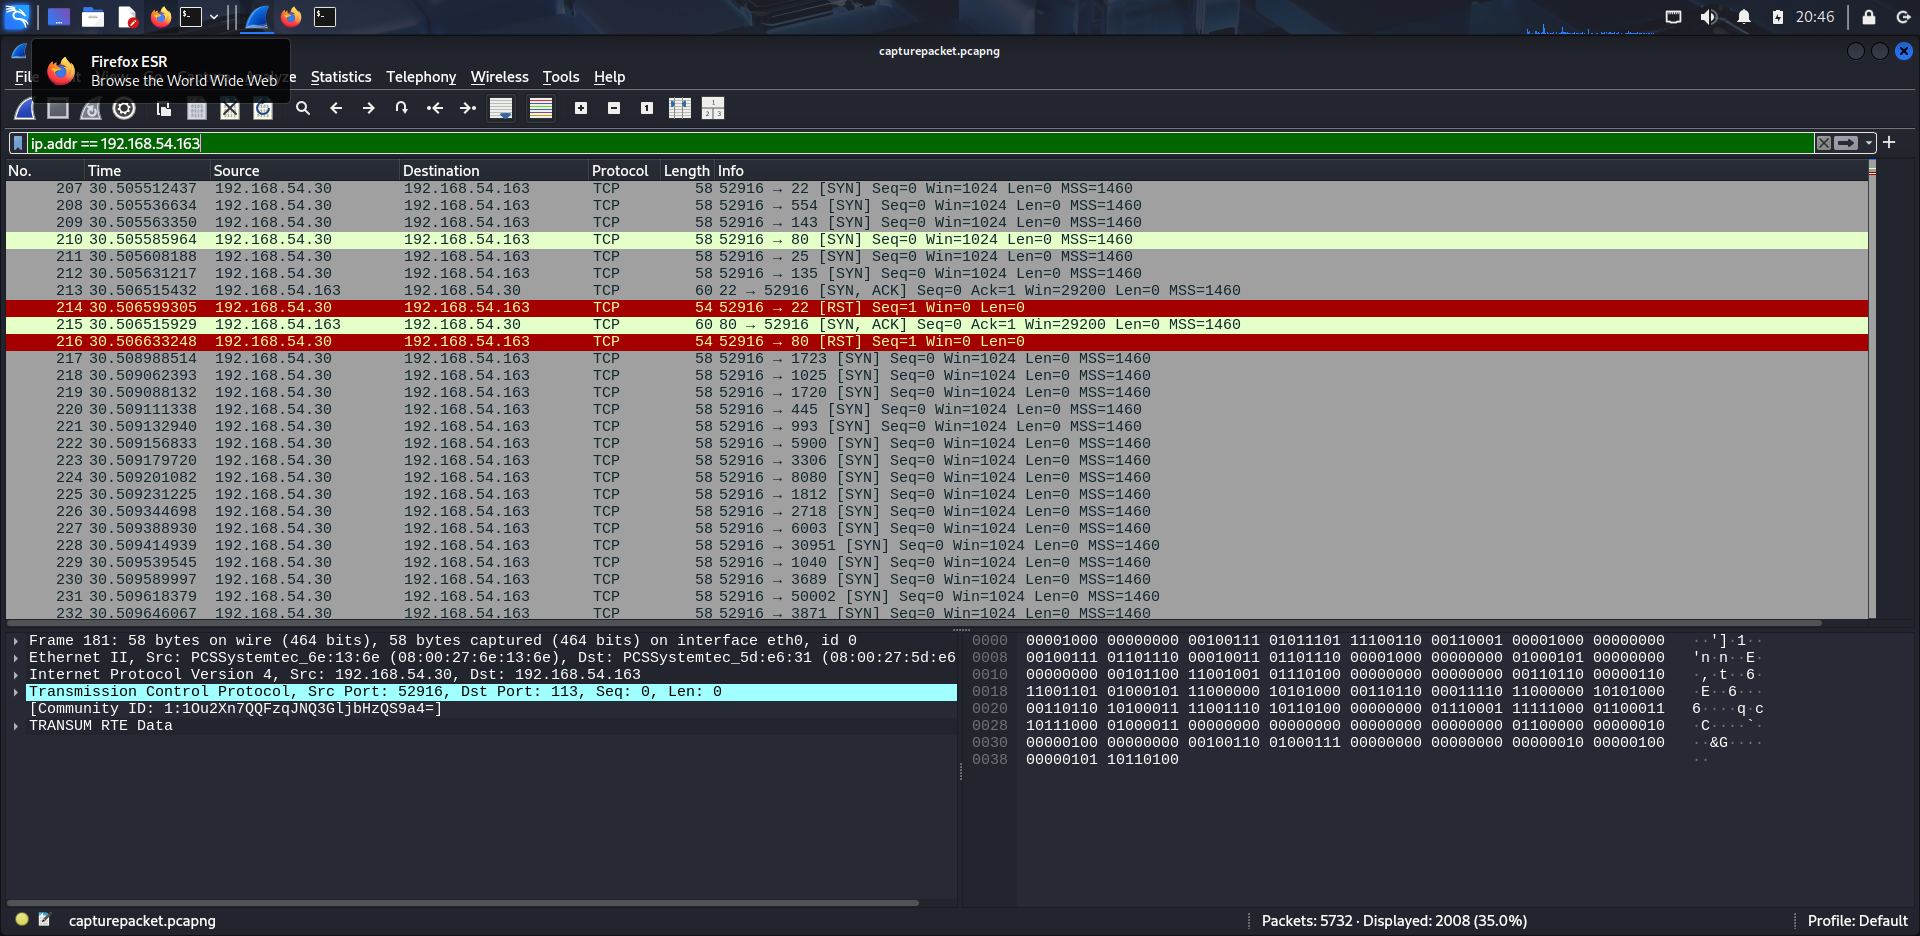 20:46
capturepacket.pcapng
Firefox ESR
Browse the World Wide Web
Statistics Telephony Wireless Tools Help
ip.addr == 192.168.54.163
No. Time Source Destination Protocol Length Info
207 30.505512437 192.168.54.30 192.168.54.163 TCP 58 52916 → 22 [SYN] Seq=0 Win=1024 Len=0 MSS=1460
208 30.505536634 192.168.54.30 192.168.54.163 TCP 58 52916 → 554 [SYN] Seq=0 Win=1024 Len=0 MSS=1460
209 30.505563350 192.168.54.30 192.168.54.163 TCP 58 52916 → 143 [SYN] Seq=0 Win=1024 Len=0 MSS=1460
210 30.505585964 192.168.54.30 192.168.54.163 TCP 58 52916 → 80 [SYN] Seq=0 Win=1024 Len=0 MSS=1460
211 30.505608188 192.168.54.30 192.168.54.163 TCP 58 52916 → 25 [SYN] Seq=0 Win=1024 Len=0 MSS=1460
212 30.505631217 192.168.54.30 192.168.54.163 TCP 58 52916 → 135 [SYN] Seq=0 Win=1024 Len=0 MSS=1460
213 30.506515432 192.168.54.163 192.168.54.30 TCP 60 22 → 52916 [SYN, ACK] Seq=0 Ack=1 Win=29200 Len=0 MSS=1460
214 30.506599305 192.168.54.30 192.168.54.163 TCP 54 52916 → 22 [RST] Seq=1 Win=0 Len=0
215 30.506515929 192.168.54.163 192.168.54.30 TCP 60 80 → 52916 [SYN, ACK] Seq=0 Ack=1 Win=29200 Len=0 MSS=1460
216 30.506633248 192.168.54.30 192.168.54.163 TCP 54 52916 → 80 [RST] Seq=1 Win=0 Len=0
217 30.508988514 192.168.54.30 192.168.54.163 TCP 58 52916 → 1723 [SYN] Seq=0 Win=1024 Len=0 MSS=1460
218 30.509062393 192.168.54.30 192.168.54.163 TCP 58 52916 → 1025 [SYN] Seq=0 Win=1024 Len=0 MSS=1460
219 30.509088132 192.168.54.30 192.168.54.163 TCP 58 52916 → 1720 [SYN] Seq=0 Win=1024 Len=0 MSS=1460
220 30.509111338 192.168.54.30 192.168.54.163 TCP 58 52916 → 445 [SYN] Seq=0 Win=1024 Len=0 MSS=1460
221 30.509132940 192.168.54.30 192.168.54.163 TCP 58 52916 → 993 [SYN] Seq=0 Win=1024 Len=0 MSS=1460
222 30.509156833 192.168.54.30 192.168.54.163 TCP 58 52916 → 5900 [SYN] Seq=0 Win=1024 Len=0 MSS=1460
223 30.509179720 192.168.54.30 192.168.54.163 TCP 58 52916 → 3306 [SYN] Seq=0 Win=1024 Len=0 MSS=1460
224 30.509201082 192.168.54.30 192.168.54.163 TCP 58 52916 → 8080 [SYN] Seq=0 Win=1024 Len=0 MSS=1460
225 30.509231225 192.168.54.30 192.168.54.163 TCP 58 52916 → 1812 [SYN] Seq=0 Win=1024 Len=0 MSS=1460
226 30.509344698 192.168.54.30 192.168.54.163 TCP 58 52916 → 2718 [SYN] Seq=0 Win=1024 Len=0 MSS=1460
227 30.509388930 192.168.54.30 192.168.54.163 TCP 58 52916 → 6003 [SYN] Seq=0 Win=1024 Len=0 MSS=1460
228 30.509414939 192.168.54.30 192.168.54.163 TCP 58 52916 → 30951 [SYN] Seq=0 Win=1024 Len=0 MSS=1460
229 30.509539545 192.168.54.30 192.168.54.163 TCP 58 52916 → 1040 [SYN] Seq=0 Win=1024 Len=0 MSS=1460
230 30.509589997 192.168.54.30 192.168.54.163 TCP 58 52916 → 3689 [SYN] Seq=0 Win=1024 Len=0 MSS=1460
231 30.509618379 192.168.54.30 192.168.54.163 TCP 58 52916 → 50002 [SYN] Seq=0 Win=1024 Len=0 MSS=1460
232 30.509646067 192.168.54.30 192.168.54.163 TCP 58 52916 → 3871 [SYN] Seq=0 Win=1024 Len=0 MSS=1460
Frame 181: 58 bytes on wire (464 bits), 58 bytes captured (464 bits) on interface eth0, id 0
Ethernet II, Src: PCSSystemtec_6e:13:6e (08:00:27:6e:13:6e), Dst: PCSSystemtec_5d:e6:31 (08:00:27:5d:e6
Internet Protocol Version 4, Src: 192.168.54.30, Dst: 192.168.54.163
Transmission Control Protocol, Src Port: 52916, Dst Port: 113, Seq: 0, Len: 0
[Community ID: 1:1Ou2Xn7QQFzqJNQ3GljbHzQS9a4=]
TRANSUM RTE Data
0000 00001000 00000000 00100111 01011101 11100110 00110001 00001000 00000000 ··']·1··
0008 00100111 01101110 00010011 01101110 00001000 00000000 01000101 00000000 'n·n··E·
0010 00000000 00101100 11001001 01110100 00000000 00000000 00110110 00000110 ·,·t··6·
0018 11001101 01000101 11000000 10101000 00110110 00011110 11000000 10101000 ·E··6···
0020 00110110 10100011 11001110 10110100 00000000 01110001 11111000 01100011 6····q·c
0028 10111000 01000011 00000000 00000000 00000000 00000000 01100000 00000010 ·C····`·
0030 00000100 00000000 00100110 01000111 00000000 00000000 00000010 00000100 ··&G····
0038 00000101 10110100 ··
capturepacket.pcapng
Packets: 5732 · Displayed: 2008 (35.0%)
Profile: Default